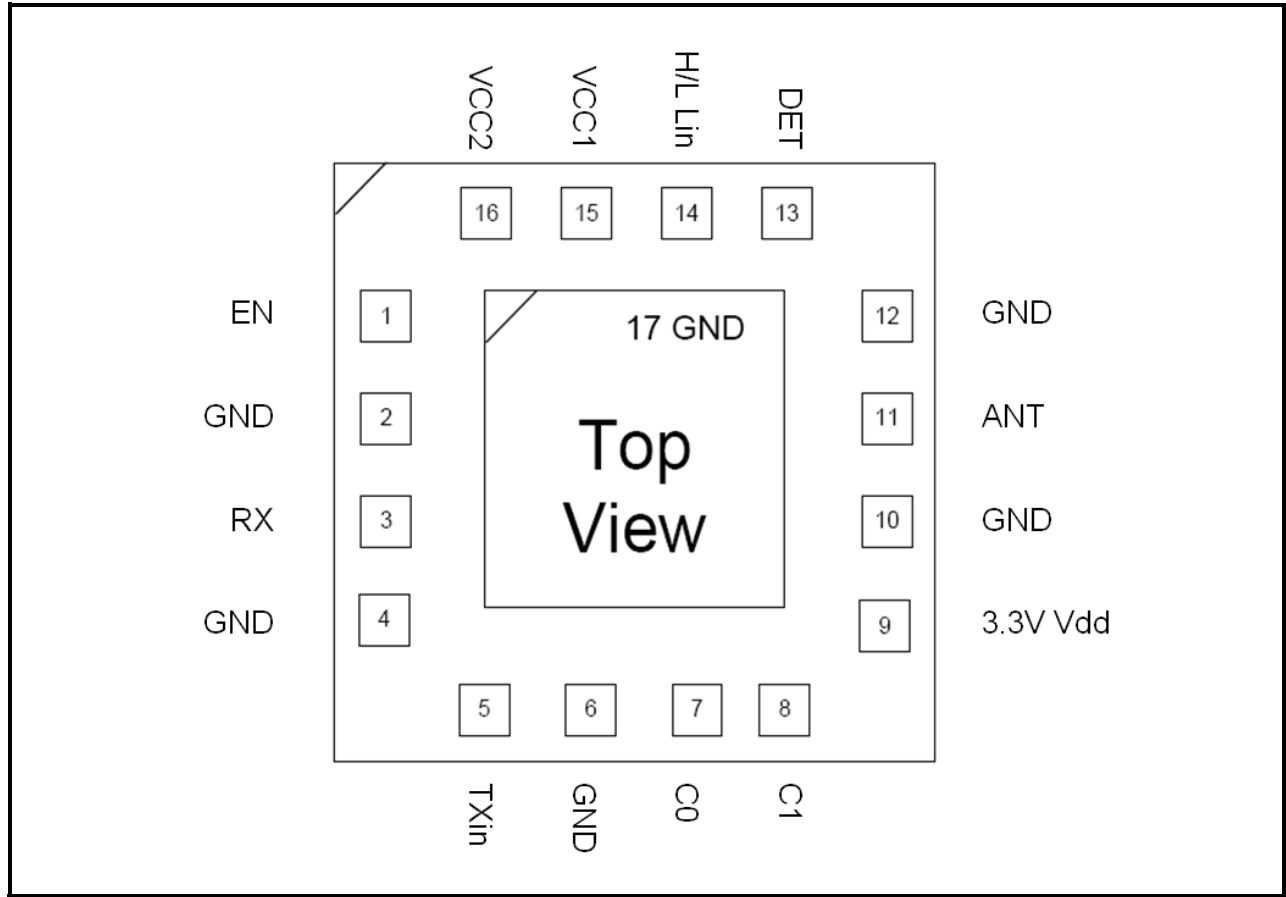 VCC2
VCC1
H/L Lin
DET
16
15
14
13
EN
1
17 GND
12
GND
GND
2
Top
11
ANT
RX
3
View
10
GND
GND
4
9
3.3V Vdd
5
6
7
8
TXin
GND
C0
C1